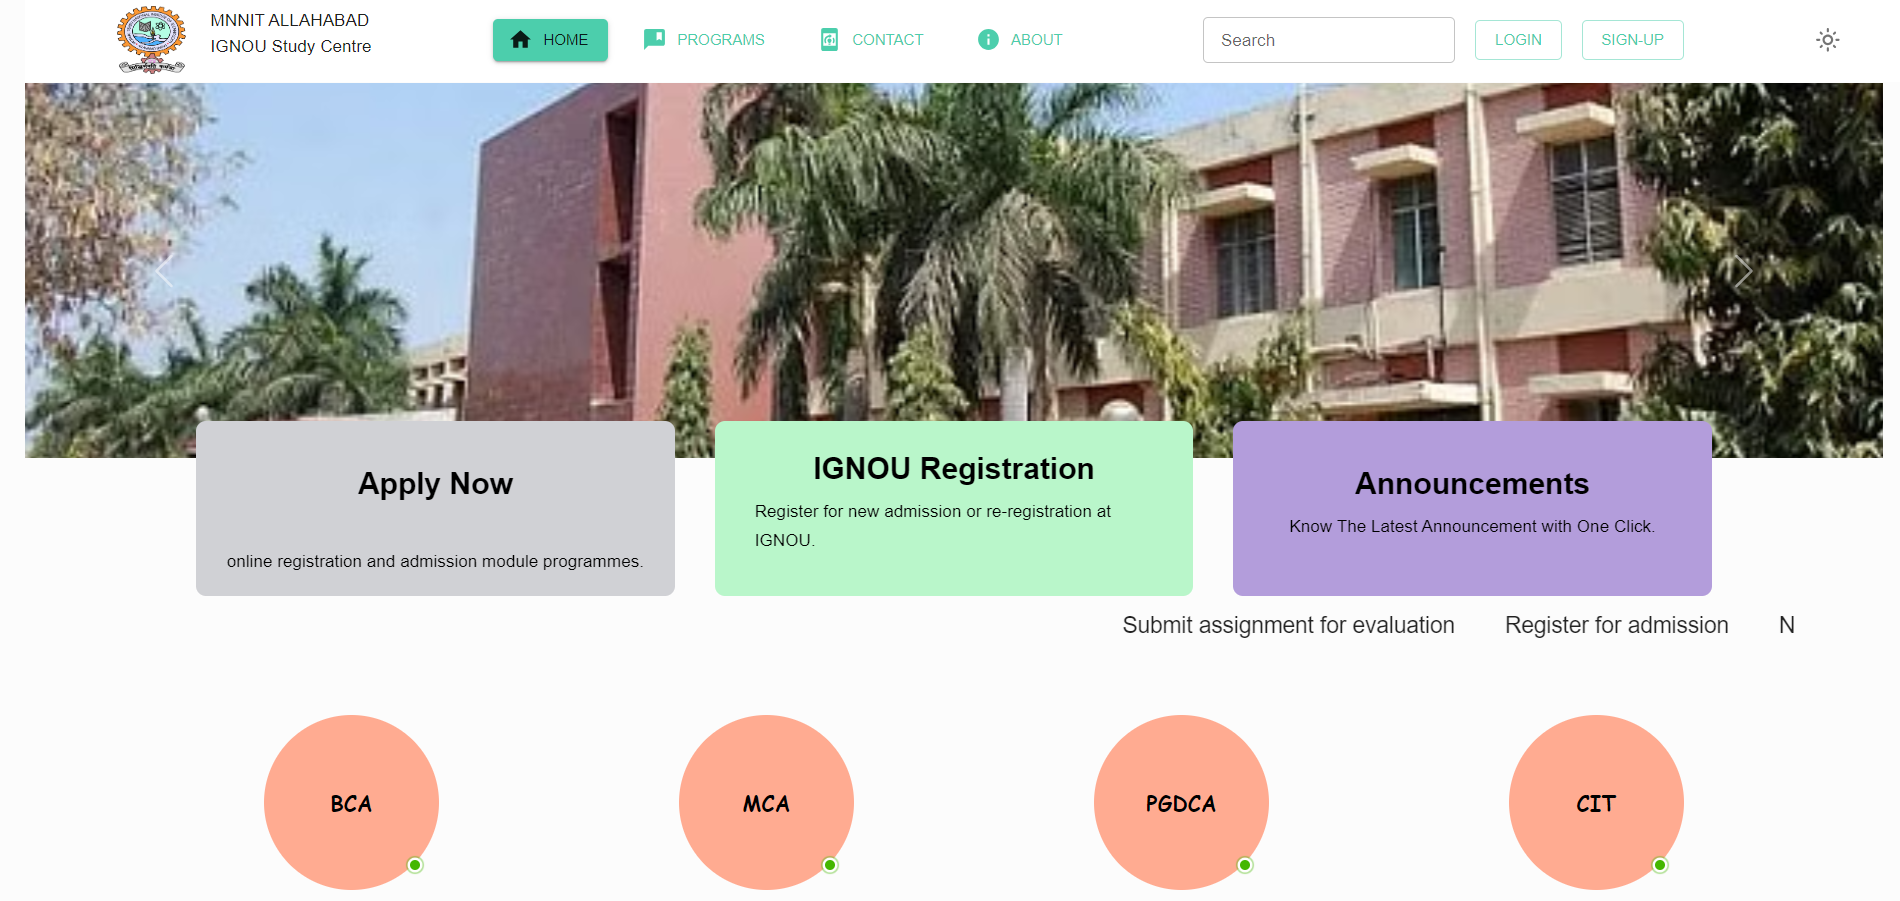 MNNIT ALLAHABAD
IGNOU Study Centre
HOME
PROGRAMS
CONTACT
ABOUT
Search
LOGIN
SIGN-UP
Apply Now
online registration and admission module programmes.
IGNOU Registration
Register for new admission or re-registration at
IGNOU.
Announcements
Know The Latest Announcement with One Click.
Submit assignment for evaluation
Register for admission
N
BCA
MCA
PGDCA
CIT